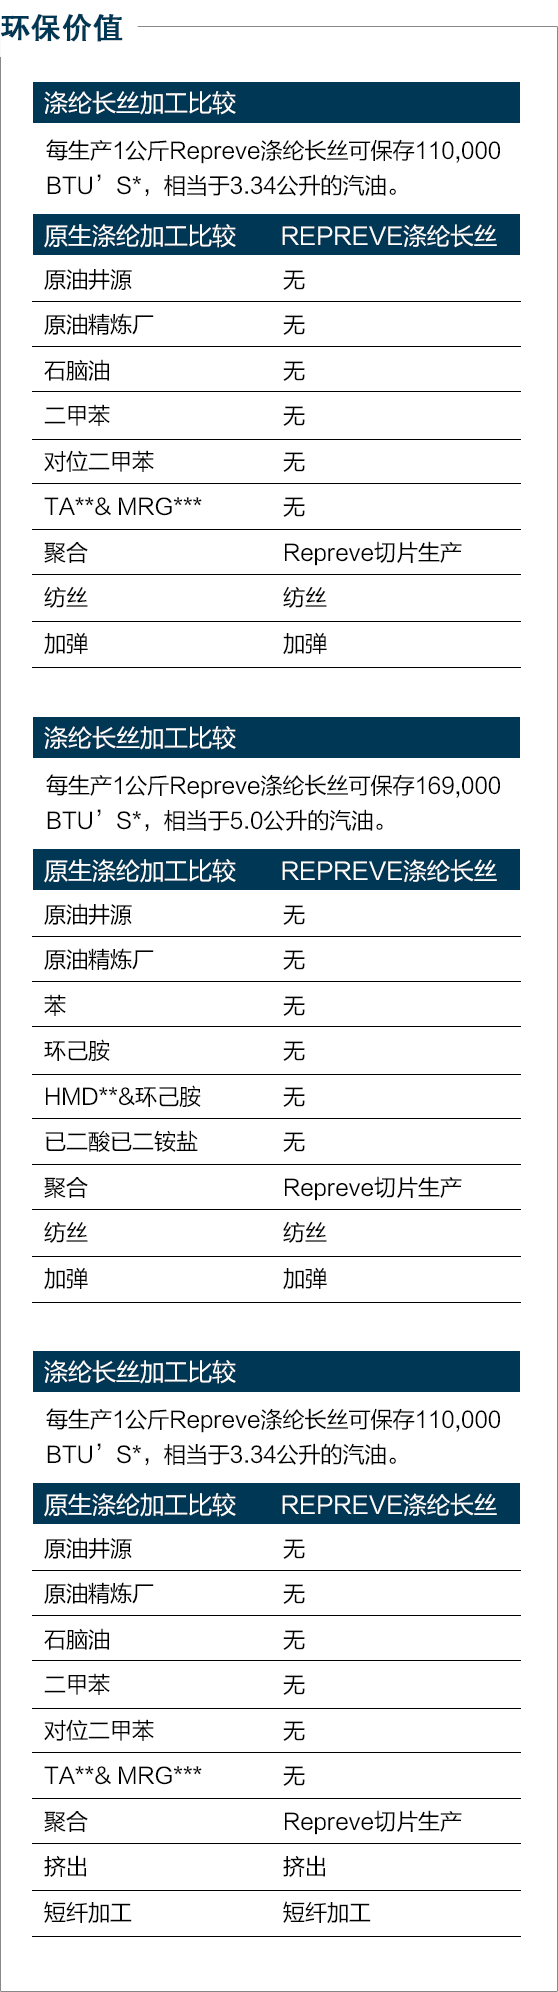 环保价值
涤纶长丝加工比较
每生产1公斤Repreve涤纶长丝可保存110,000
BTU’S*，相当于3.34公升的汽油。
原生涤纶加工比较 REPREVE涤纶长丝
原油井源 无
原油精炼厂 无
石脑油 无
二甲苯 无
对位二甲苯 无
TA**& MRG*** 无
聚合 Repreve切片生产
纺丝 纺丝
加弹 加弹
涤纶长丝加工比较
每生产1公斤Repreve涤纶长丝可保存169,000
BTU’S*，相当于5.0公升的汽油。
原生涤纶加工比较 REPREVE涤纶长丝
原油井源 无
原油精炼厂 无
苯 无
环己胺 无
HMD**&环己胺 无
已二酸已二铵盐 无
聚合 Repreve切片生产
纺丝 纺丝
加弹 加弹
涤纶长丝加工比较
每生产1公斤Repreve涤纶长丝可保存110,000
BTU’S*，相当于3.34公升的汽油。
原生涤纶加工比较 REPREVE涤纶长丝
原油井源 无
原油精炼厂 无
石脑油 无
二甲苯 无
对位二甲苯 无
TA**& MRG*** 无
聚合 Repreve切片生产
挤出 挤出
短纤加工 短纤加工